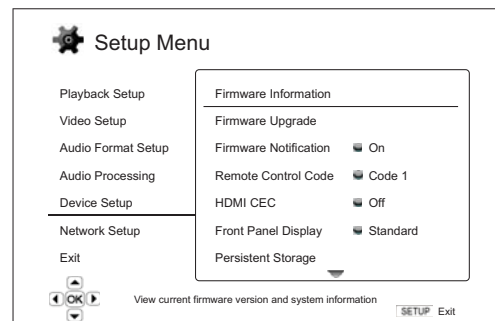 Setup Menu
Playback Setup
Video Setup
Audio Format Setup
Audio Processing
Device Setup
Network Setup
Exit
Firmware Information
Firmware Upgrade
Firmware Notification On
Remote Control Code Code 1
HDMI CEC Off
Front Panel Display Standard
Persistent Storage
OK
View current firmware version and system information
SETUP Exit